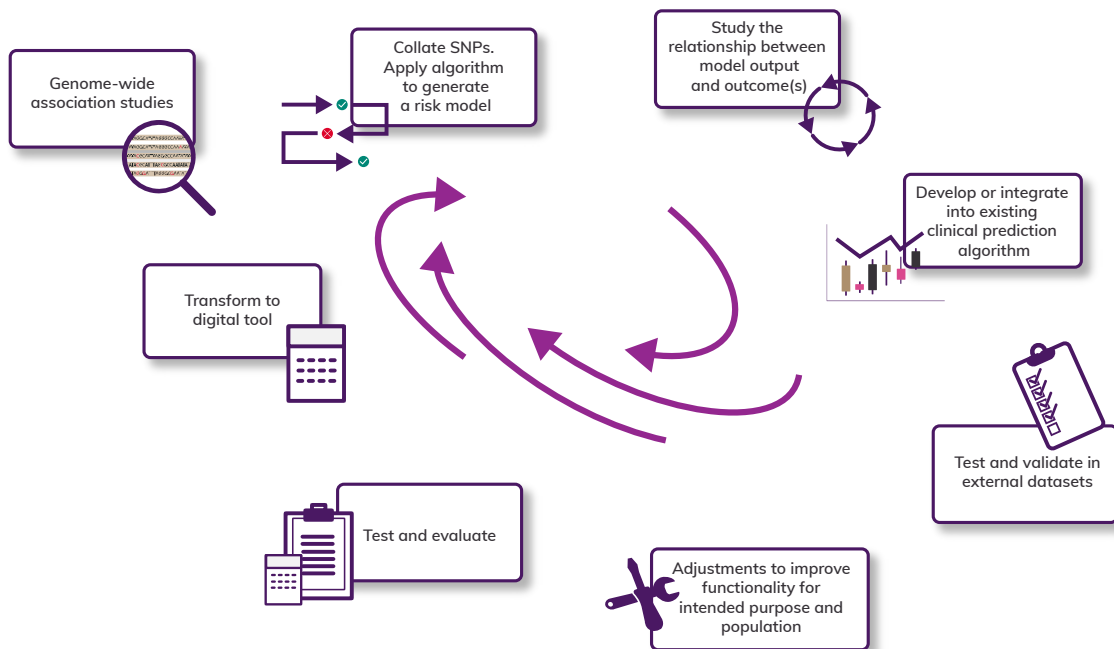 Genome-wide
association studies
Collate SNPs.
Apply algorithm
to generate
a risk model
Study the
relationship between
model output
and outcome(s)
Develop or integrate
into existing
clinical prediction
algorithm
Test and validate in
external datasets
Adjustments to improve
functionality for
intended purpose and
population
Test and evaluate
Transform to
digital tool